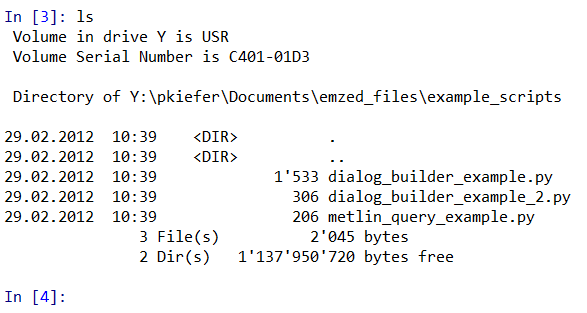 In [3]: ls
 Volume in drive Y is USR
 Volume Serial Number is C401-01D3

 Directory of Y:\pkiefer\Documents\emzed_files\example_scripts

29.02.2012  10:39    <DIR>          .
29.02.2012  10:39    <DIR>          ..
29.02.2012  10:39             1'533 dialog_builder_example.py
29.02.2012  10:39               306 dialog_builder_example_2.py
29.02.2012  10:39               206 metlin_query_example.py
               3 File(s)          2'045 bytes
               2 Dir(s)   1'137'950'720 bytes free

In [4]: